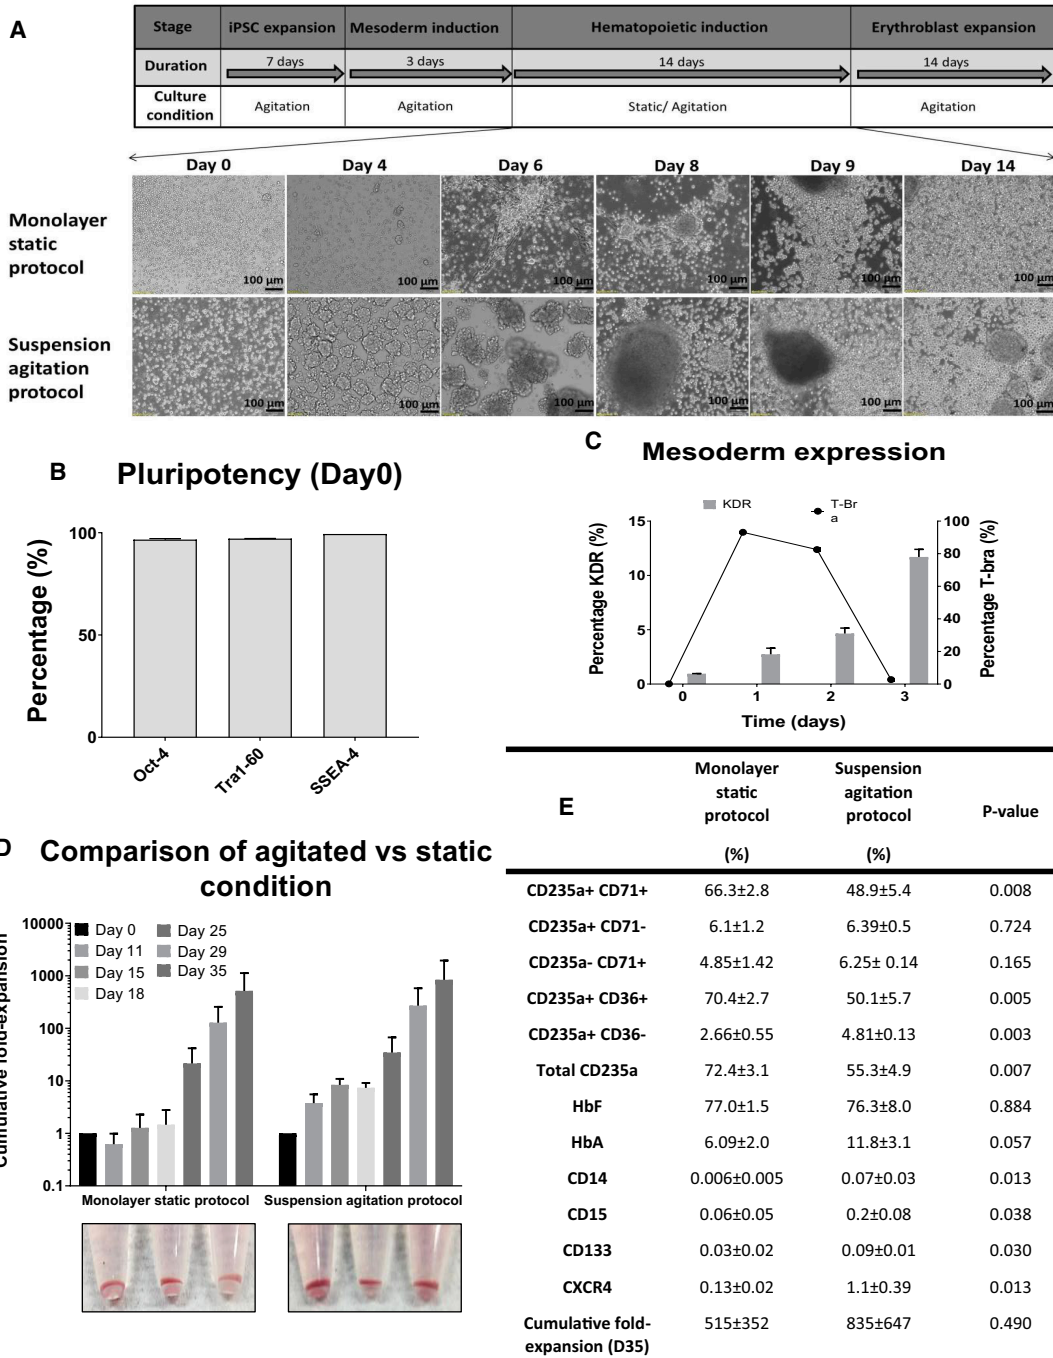 A
Stage iPSC expansion Mesoderm induction Hematopoietic induction Erythroblast expansion
Duration 7 days 3 days 14 days 14 days
Culture condition Agitation Agitation Static/ Agitation Agitation
Day 0 Day 4 Day 6 Day 8 Day 9 Day 14
Monolayer
static
protocol
100 µm 100 µm 100 µm 100 µm 100 µm 100 µm
Suspension
agitation
protocol
100 µm 100 µm 100 µm 100 µm 100 µm 100 µm
B Pluripotency (Day0)
Percentage (%)
100
50
0
Oct-4 Tra1-60 SSEA-4
C Mesoderm expression
KDR T-Br
a
Percentage KDR (%)
15
10
5
0
Percentage T-bra (%)
100
80
60
40
20
0
0 1 2 3
Time (days)
D Comparison of agitated vs static
condition
Cumulative fold-expansion
10000
1000
100
10
1
0.1
Day 0 Day 25
Day 11 Day 29
Day 15 Day 35
Day 18
Monolayer static protocol Suspension agitation protocol
E
Monolayer static protocol (%) Suspension agitation protocol (%) P-value
CD235a+ CD71+ 66.3±2.8 48.9±5.4 0.008
CD235a+ CD71- 6.1±1.2 6.39±0.5 0.724
CD235a- CD71+ 4.85±1.42 6.25± 0.14 0.165
CD235a+ CD36+ 70.4±2.7 50.1±5.7 0.005
CD235a+ CD36- 2.66±0.55 4.81±0.13 0.003
Total CD235a 72.4±3.1 55.3±4.9 0.007
HbF 77.0±1.5 76.3±8.0 0.884
HbA 6.09±2.0 11.8±3.1 0.057
CD14 0.006±0.005 0.07±0.03 0.013
CD15 0.06±0.05 0.2±0.08 0.038
CD133 0.03±0.02 0.09±0.01 0.030
CXCR4 0.13±0.02 1.1±0.39 0.013
Cumulative fold- 515±352 835±647 0.490
expansion (D35)